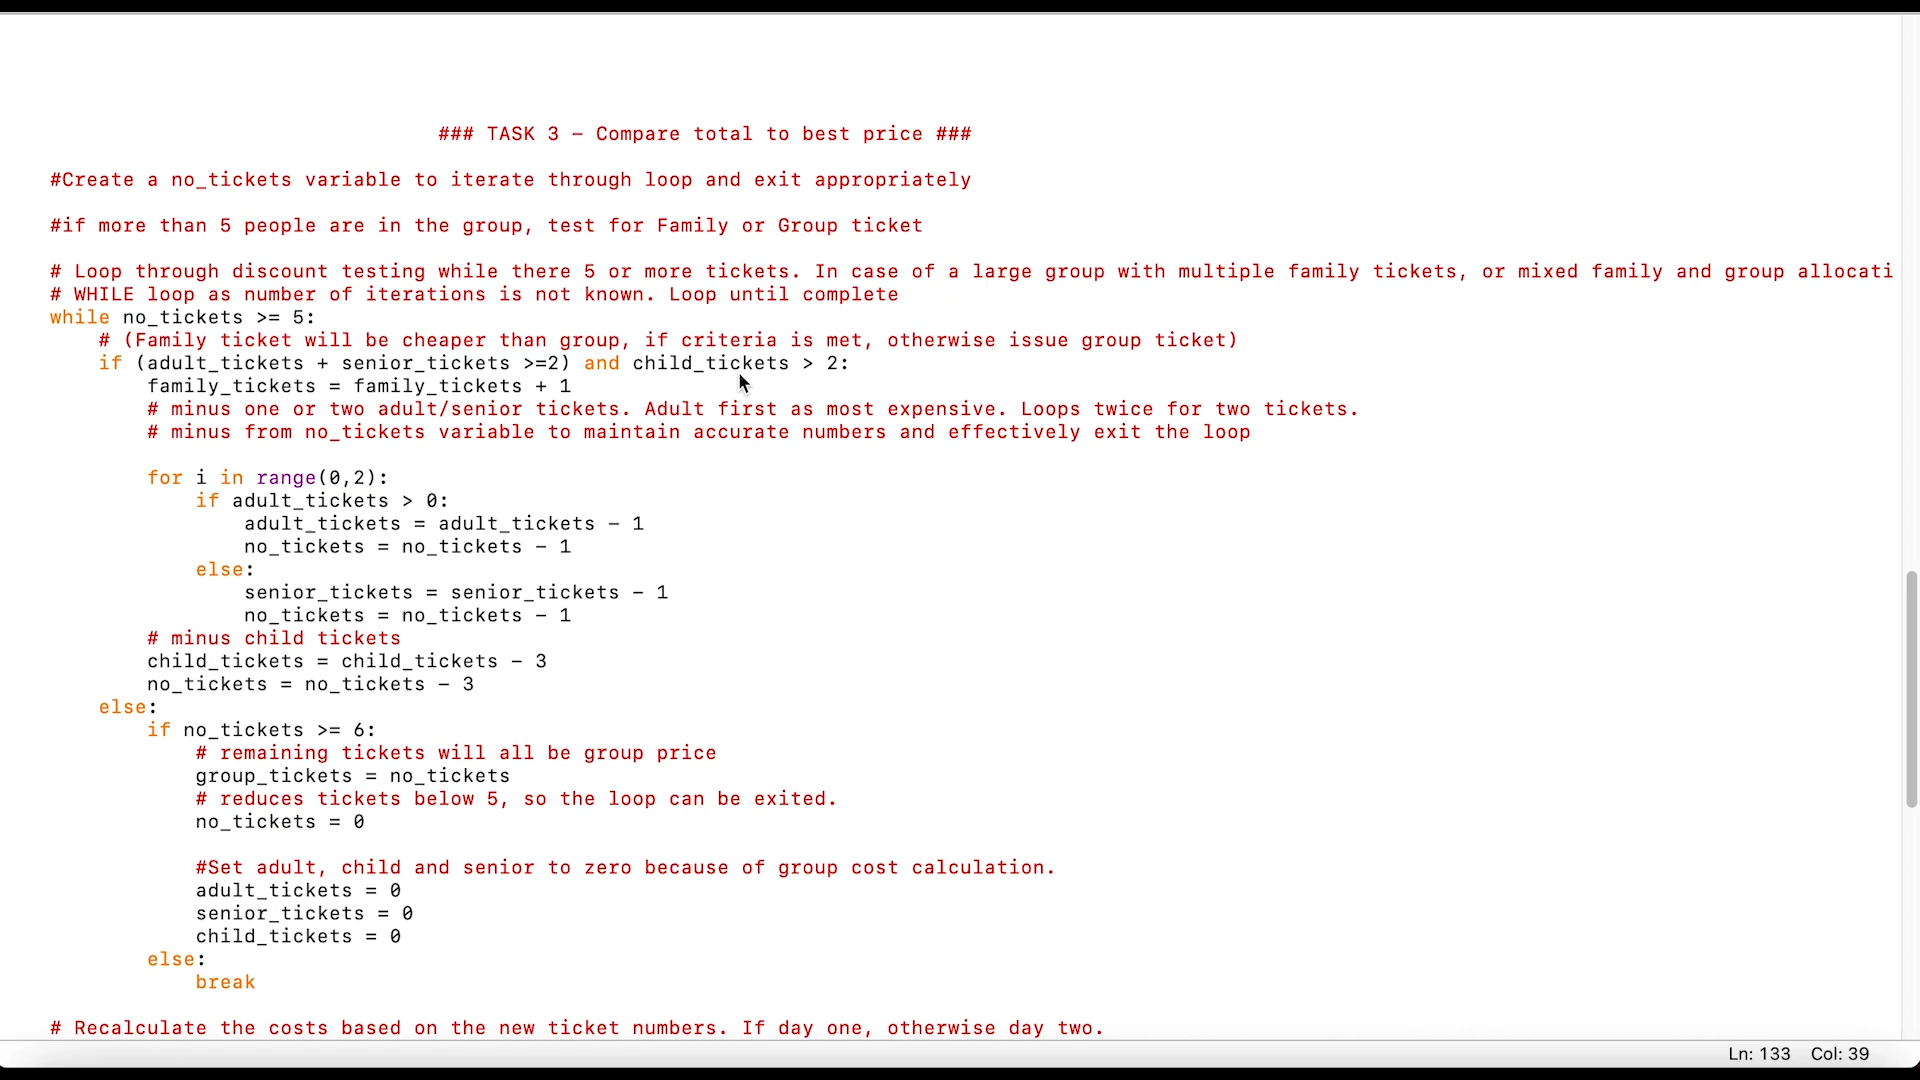 ### TASK 3 – Compare total to best price ###
#Create a no_tickets variable to iterate through loop and exit appropriately
#if more than 5 people are in the group, test for Family or Group ticket
# Loop through discount testing while there 5 or more tickets. In case of a large group with multiple family tickets, or mixed family and group allocati
# WHILE loop as number of iterations is not known. Loop until complete
while no_tickets >= 5:
    # (Family ticket will be cheaper than group, if criteria is met, otherwise issue group ticket)
    if (adult_tickets + senior_tickets >=2) and child_tickets > 2:
        family_tickets = family_tickets + 1
        # minus one or two adult/senior tickets. Adult first as most expensive. Loops twice for two tickets.
        # minus from no_tickets variable to maintain accurate numbers and effectively exit the loop
        for i in range(0,2):
            if adult_tickets > 0:
                adult_tickets = adult_tickets – 1
                no_tickets = no_tickets – 1
            else:
                senior_tickets = senior_tickets – 1
                no_tickets = no_tickets – 1
        # minus child tickets
        child_tickets = child_tickets – 3
        no_tickets = no_tickets – 3
    else:
        if no_tickets >= 6:
            # remaining tickets will all be group price
            group_tickets = no_tickets
            # reduces tickets below 5, so the loop can be exited.
            no_tickets = 0
            #Set adult, child and senior to zero because of group cost calculation.
            adult_tickets = 0
            senior_tickets = 0
            child_tickets = 0
        else:
            break
# Recalculate the costs based on the new ticket numbers. If day one, otherwise day two.
Ln: 133 Col: 39